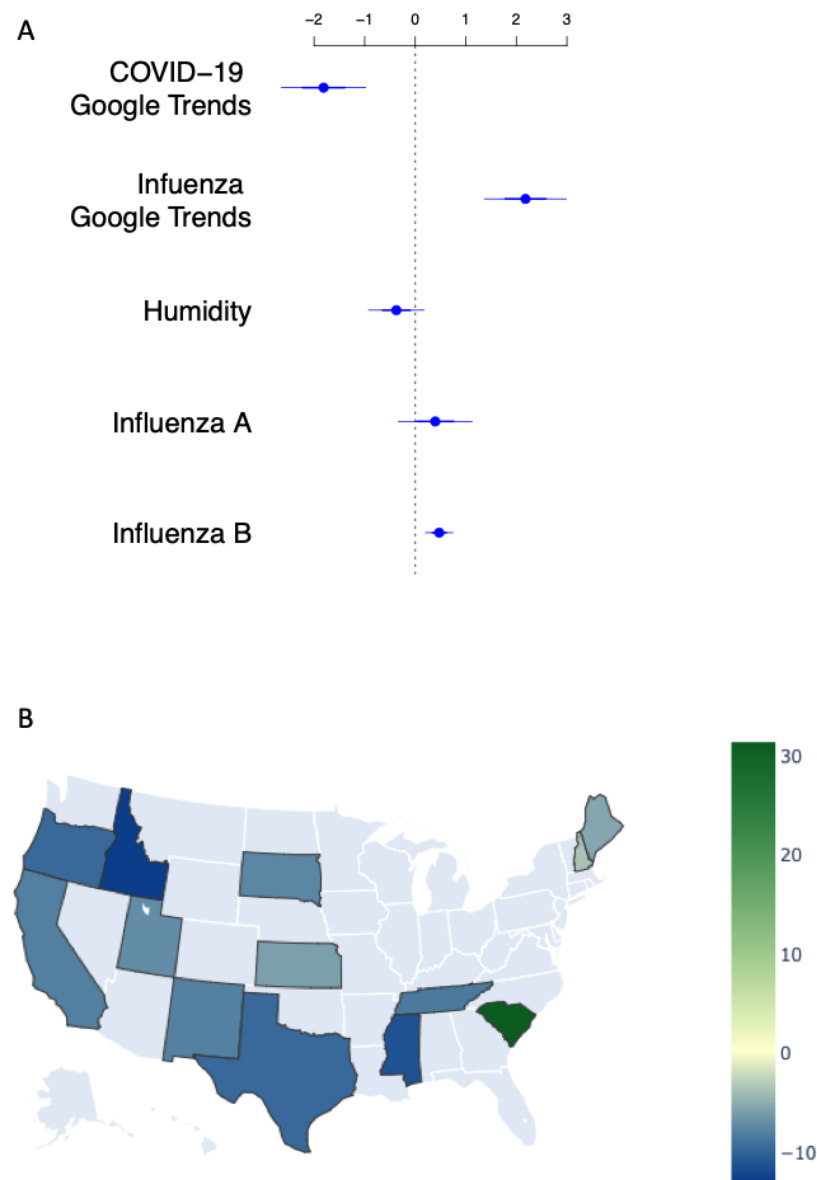 A
−2 −1 0 1 2 3
COVID−19
Google Trends
Infuenza
Google Trends
Humidity
Influenza A
Influenza B
B
30
20
10
0
−10